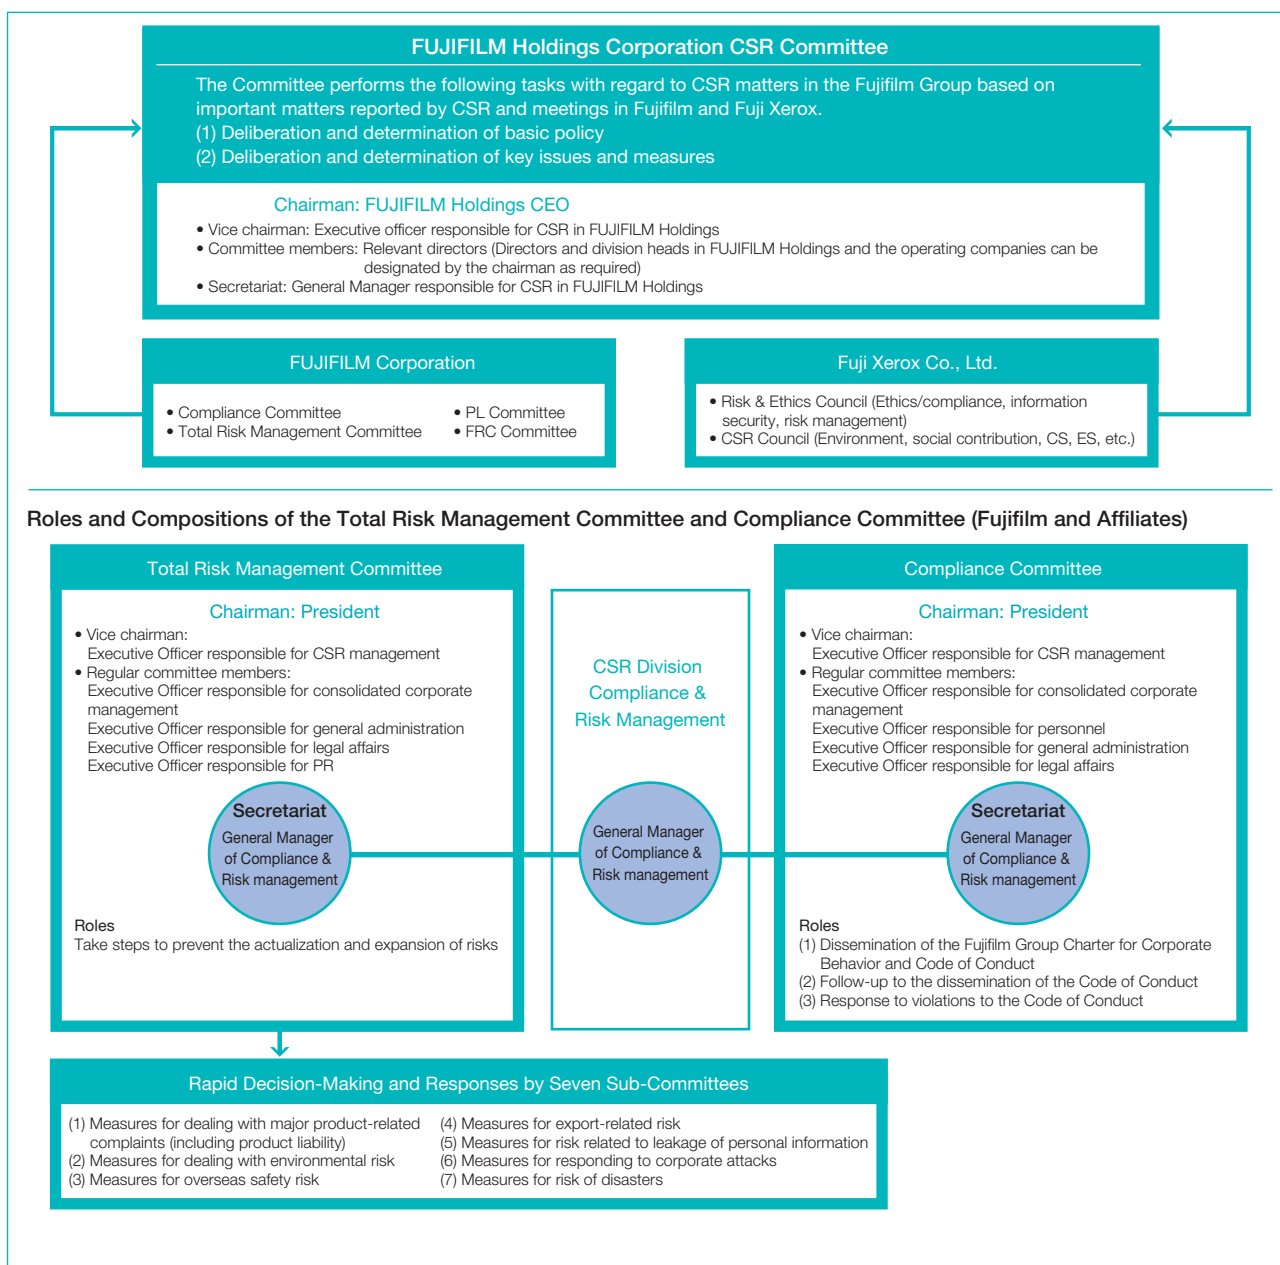 FUJIFILM Holdings Corporation CSR Committee
The Committee performs the following tasks with regard to CSR matters in the Fujifilm Group based on
important matters reported by CSR and meetings in Fujifilm and Fuji Xerox.
(1) Deliberation and determination of basic policy
(2) Deliberation and determination of key issues and measures
Chairman: FUJIFILM Holdings CEO
• Vice chairman: Executive officer responsible for CSR in FUJIFILM Holdings
• Committee members: Relevant directors (Directors and division heads in FUJIFILM Holdings and the operating companies can be
designated by the chairman as required)
• Secretariat: General Manager responsible for CSR in FUJIFILM Holdings
FUJIFILM Corporation
• Compliance Committee
• Total Risk Management Committee
• PL Committee
• FRC Committee
Fuji Xerox Co., Ltd.
• Risk & Ethics Council (Ethics/compliance, information
security, risk management)
• CSR Council (Environment, social contribution, CS, ES, etc.)
Roles and Compositions of the Total Risk Management Committee and Compliance Committee (Fujifilm and Affiliates)
Total Risk Management Committee
Chairman: President
• Vice chairman:
Executive Officer responsible for CSR management
• Regular committee members:
Executive Officer responsible for consolidated corporate
management
Executive Officer responsible for general administration
Executive Officer responsible for legal affairs
Executive Officer responsible for PR
Secretariat
General Manager
of Compliance &
Risk management
Roles
Take steps to prevent the actualization and expansion of risks
CSR Division
Compliance &
Risk Management
General Manager
of Compliance &
Risk management
Compliance Committee
Chairman: President
• Vice chairman:
Executive Officer responsible for CSR management
• Regular committee members:
Executive Officer responsible for consolidated corporate
management
Executive Officer responsible for personnel
Executive Officer responsible for general administration
Executive Officer responsible for legal affairs
Secretariat
General Manager
of Compliance &
Risk management
Roles
(1) Dissemination of the Fujifilm Group Charter for Corporate
Behavior and Code of Conduct
(2) Follow-up to the dissemination of the Code of Conduct
(3) Response to violations to the Code of Conduct
Rapid Decision-Making and Responses by Seven Sub-Committees
(1) Measures for dealing with major product-related
complaints (including product liability)
(2) Measures for dealing with environmental risk
(3) Measures for overseas safety risk
(4) Measures for export-related risk
(5) Measures for risk related to leakage of personal information
(6) Measures for responding to corporate attacks
(7) Measures for risk of disasters